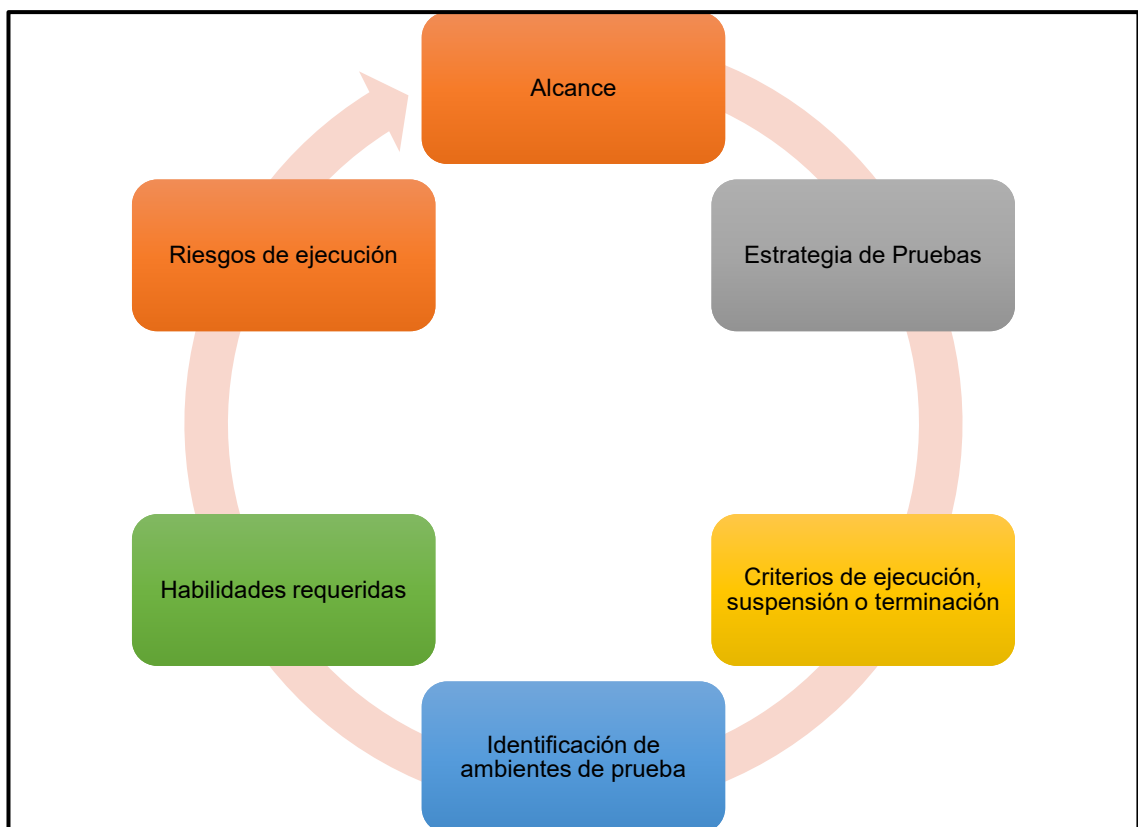 Alcance
Estrategia de Pruebas
Criterios de ejecución,
suspensión o terminación
Identificación de
ambientes de prueba
Habilidades requeridas
Riesgos de ejecución